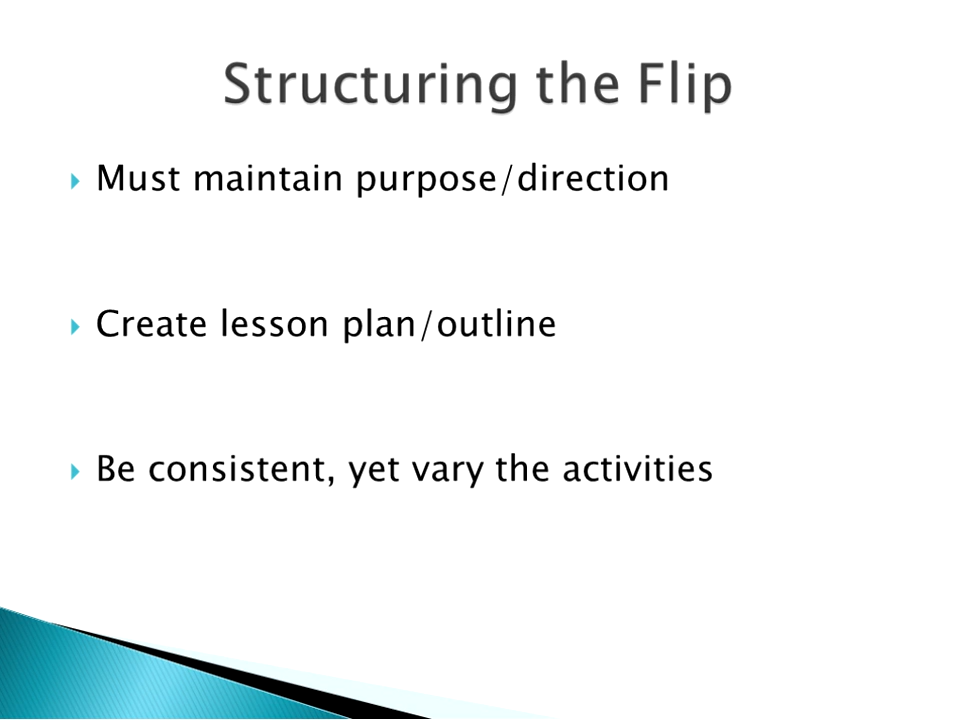 Structuring the Flip
Must maintain purpose/direction
Create lesson plan/outline
Be consistent, yet vary the activities